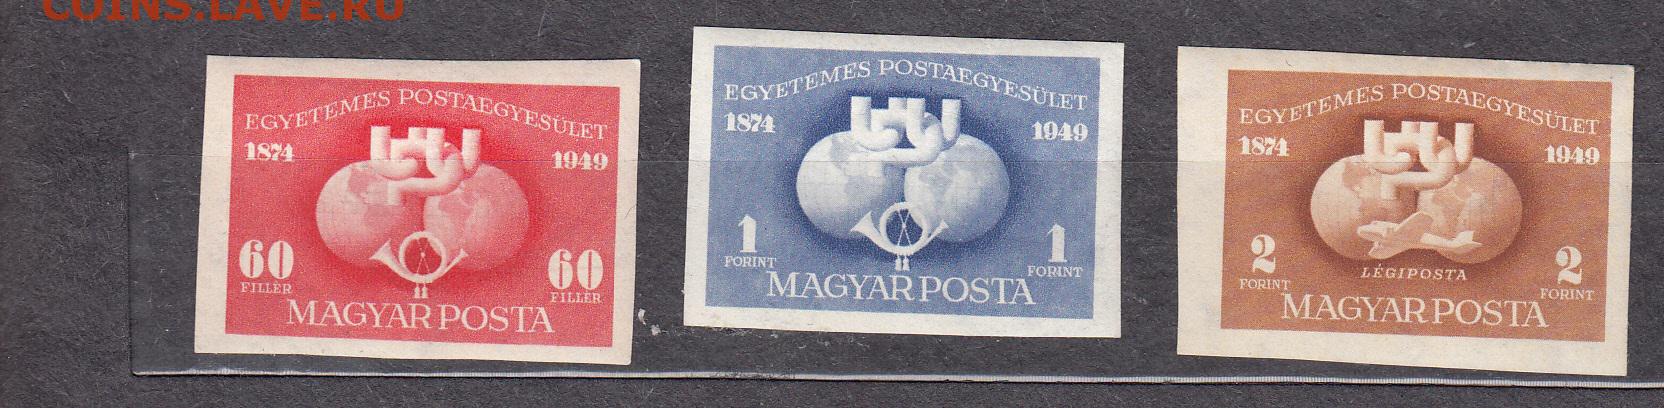 COINS.LAVE.RU
EGYETEMES POSTAEGYESÜLET
1874 1949
60 60
FILLÉR FILLÉR
MAGYAR POSTA
EGYETEMES POSTAEGYESÜLET
1874 1949
1 1
FORINT FORINT
MAGYAR POSTA
EGYETEMES POSTAEGYESÜLET
1874 1949
2 2
LÉGIPOSTA
FORINT FORINT
MAGYAR POSTA